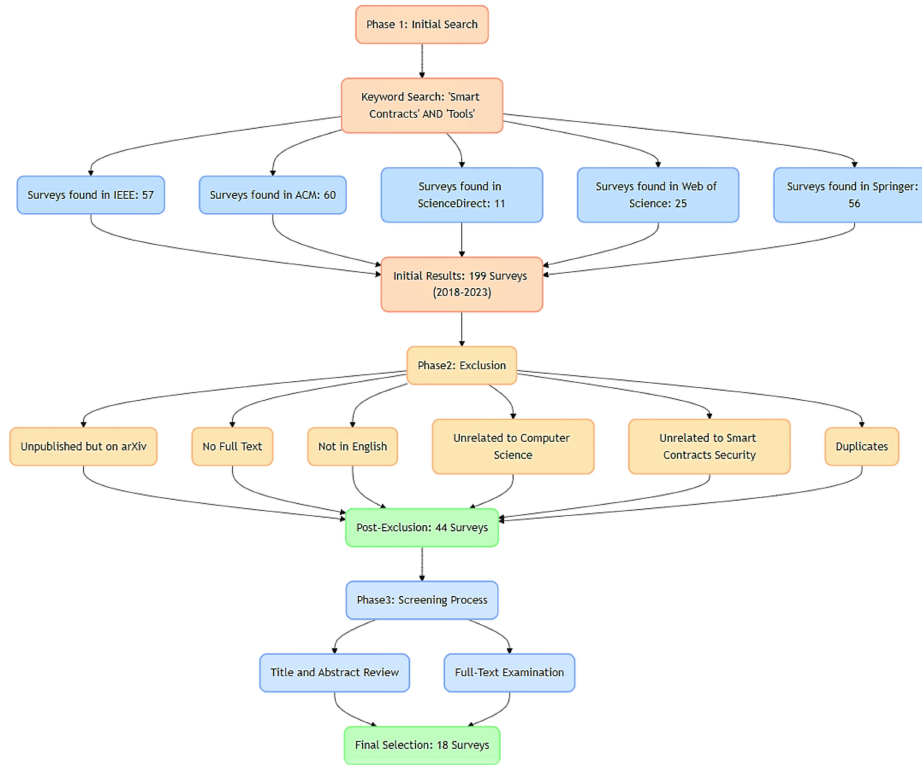 Phase 1: Initial Search
Keyword Search: 'Smart
Contracts' AND 'Tools'
Surveys found in IEEE: 57
Surveys found in ACM: 60
Surveys found in
ScienceDirect: 11
Surveys found in Web of
Science: 25
Surveys found in Springer:
56
Initial Results: 199 Surveys
(2018-2023)
Phase2: Exclusion
Unpublished but on arXiv
No Full Text
Not in English
Unrelated to Computer
Science
Unrelated to Smart
Contracts Security
Duplicates
Post-Exclusion: 44 Surveys
Phase3: Screening Process
Title and Abstract Review
Full-Text Examination
Final Selection: 18 Surveys